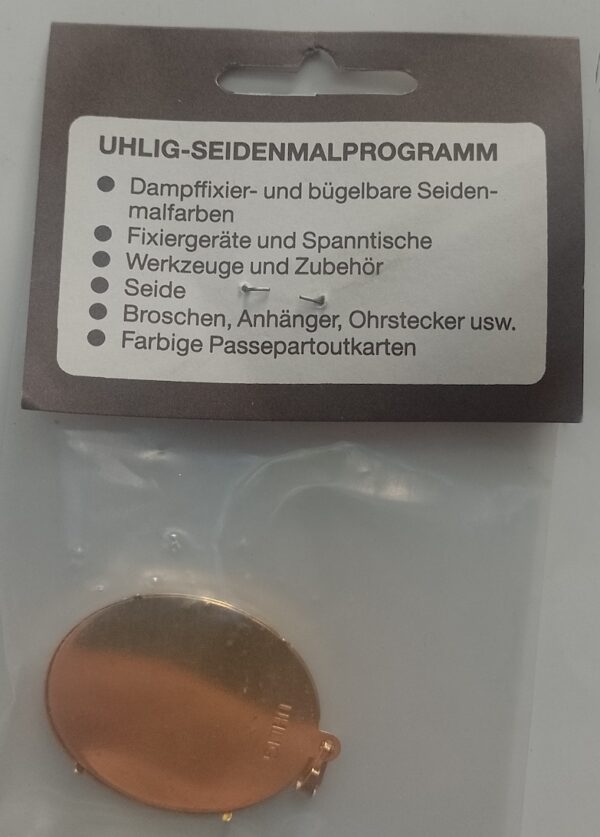 UHLIG-SEIDENMALPROGRAMM
● Dampffixier- und bügelbare Seiden-
malfarben
● Fixiergeräte und Spanntische
● Werkzeuge und Zubehör
● Seide
● Broschen, Anhänger, Ohrstecker usw.
● Farbige Passepartoutkarten
UHLIG